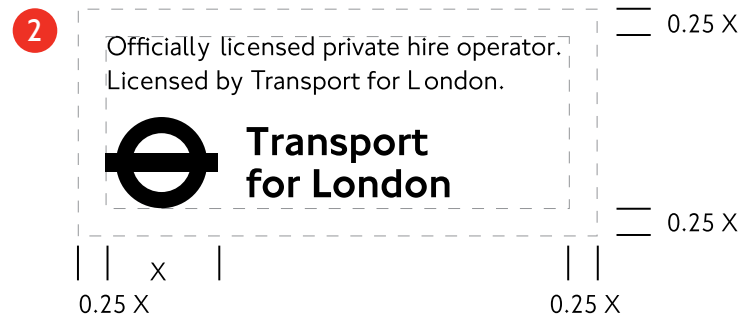 2
Officially licensed private hire operator.
Licensed by Transport for London.
Transport
for London
0.25 X
0.25 X
X
0.25 X
0.25 X